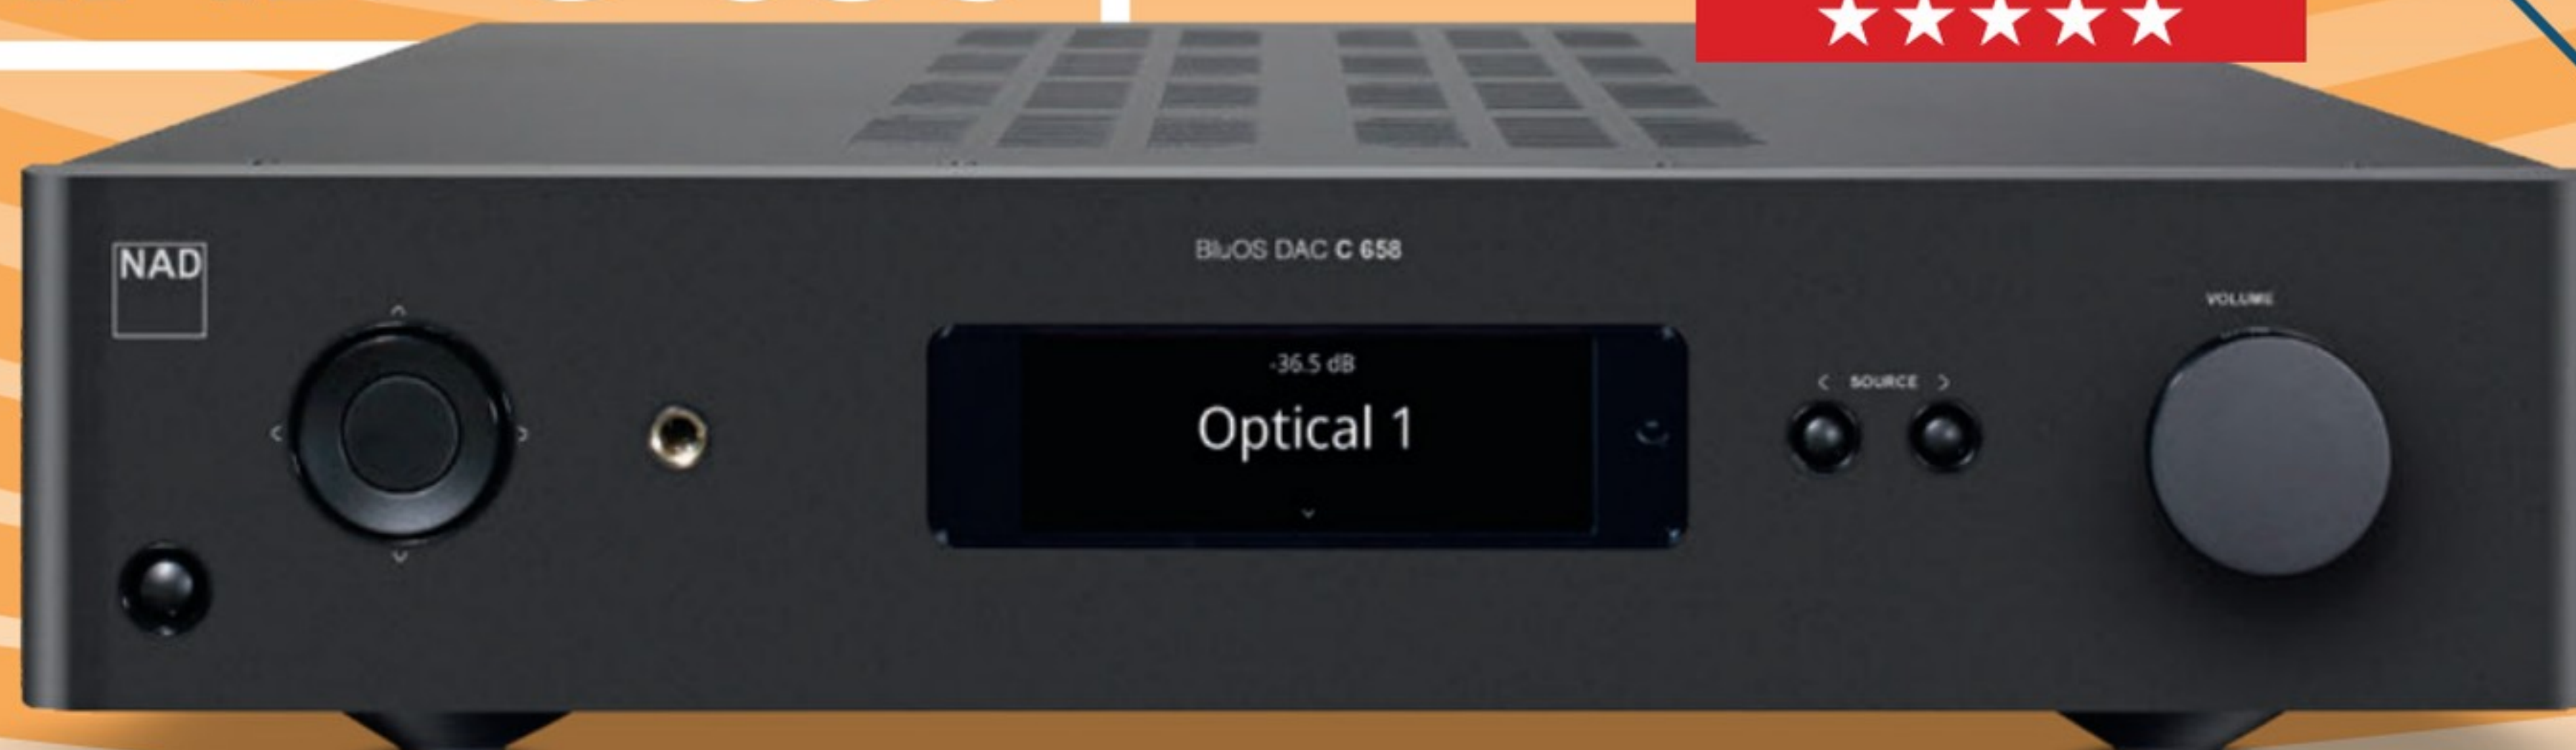 NAD
BluOS DAC C 658
VOLUME
-36.5 dB
< SOURCE >
Optical 1